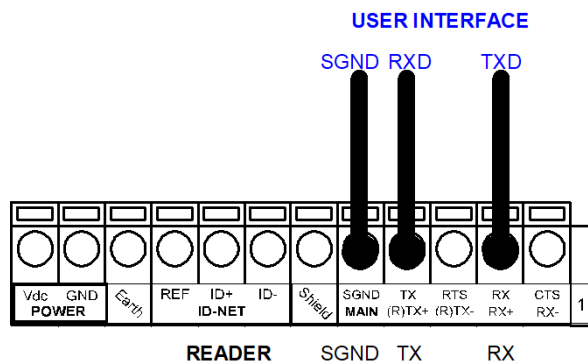 USER INTERFACE
SGND RXD TXD
Vdc GND Earth REF ID+ ID- Shield SGND TX RTS RX CTS
POWER ID-NET MAIN (R)TX+ (R)TX- RX+ RX- 1
READER SGND TX RX